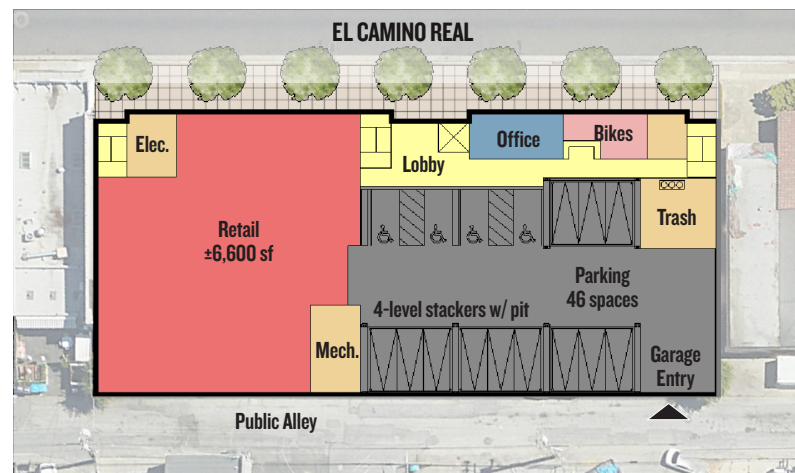 EL CAMINO REAL
Elec.
Office
Bikes
Lobby
Retail
±6,600 sf
Trash
Parking
46 spaces
4-level stackers w/ pit
Mech.
Garage
Entry
Public Alley